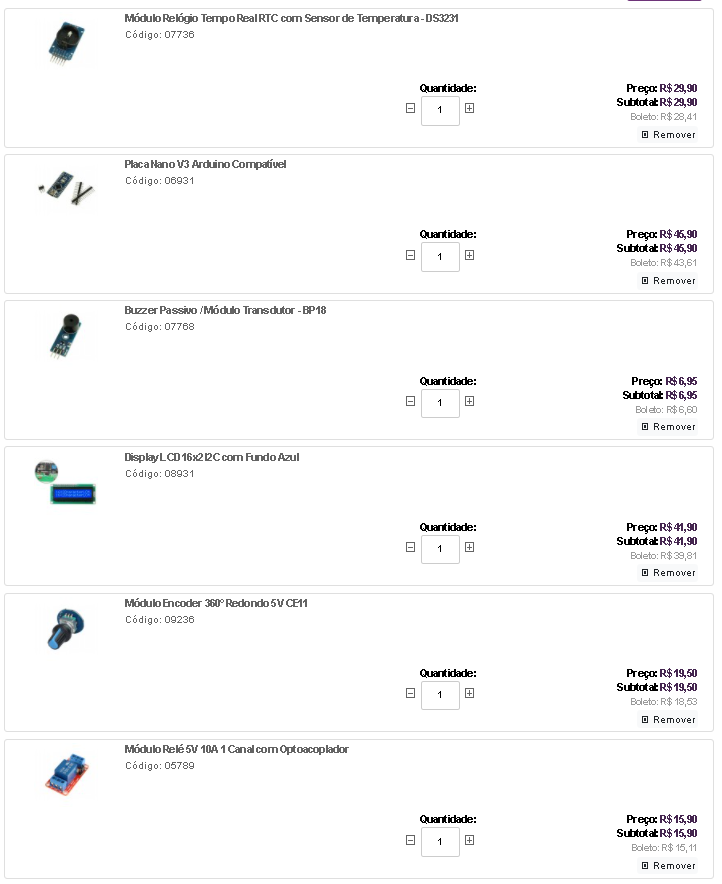 Módulo Relógio Tempo Real RTC com Sensor de Temperatura - DS3231
Código: 07736
Quantidade:
1
Preço: R$ 29,90
Subtotal: R$ 29,90
Boleto: R$ 28,41
Remover
Placa Nano V3 Arduino Compatível
Código: 06931
Quantidade:
1
Preço: R$ 45,90
Subtotal: R$ 45,90
Boleto: R$ 43,61
Remover
Buzzer Passivo / Módulo Transdutor - BP18
Código: 07768
Quantidade:
1
Preço: R$ 6,95
Subtotal: R$ 6,95
Boleto: R$ 6,60
Remover
Display LCD 16x2 I2C com Fundo Azul
Código: 08931
Quantidade:
1
Preço: R$ 41,90
Subtotal: R$ 41,90
Boleto: R$ 39,81
Remover
Módulo Encoder 360° Redondo 5V CE11
Código: 09236
Quantidade:
1
Preço: R$ 19,50
Subtotal: R$ 19,50
Boleto: R$ 18,53
Remover
Módulo Relé 5V 10A 1 Canal com Optoacoplador
Código: 05789
Quantidade:
1
Preço: R$ 15,90
Subtotal: R$ 15,90
Boleto: R$ 15,11
Remover